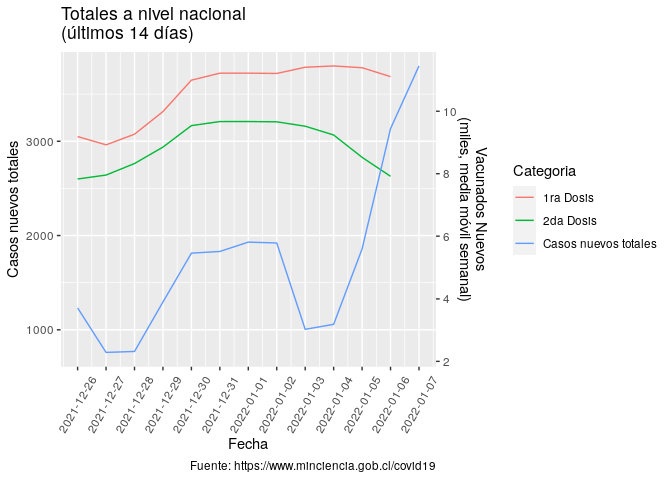 Totales a nivel nacional
(últimos 14 días)
Casos nuevos totales
3000
2000
1000
10
8
6
4
2
Vacunados Nuevos
(miles, media móvil semanal)
2021-12-26
2021-12-27
2021-12-28
2021-12-29
2021-12-30
2021-12-31
2022-01-01
2022-01-02
2022-01-03
2022-01-04
2022-01-05
2022-01-06
2022-01-07
Fecha
Categoria
1ra Dosis
2da Dosis
Casos nuevos totales
Fuente: https://www.minciencia.gob.cl/covid19